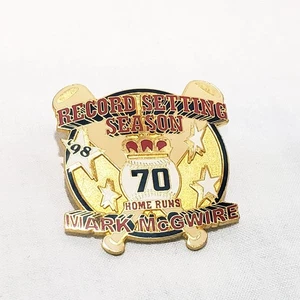 RECORD SETTING
SEASON
'98
70
HOME RUNS
MARK McGWIRE